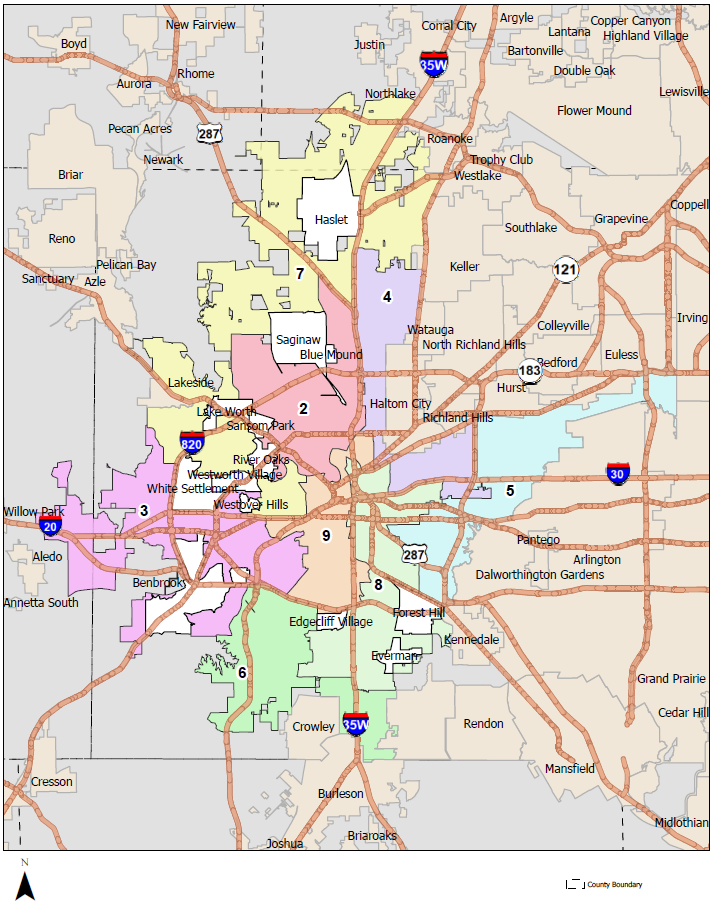 New Fairview
Corral City
Argyle
Copper Canyon
Lantana
Highland Village
Boyd
Justin
Bartonville
35W
Double Oak
Rhome
Aurora
Northlake
Lewisville
Flower Mound
Pecan Acres
287
Roanoke
Newark
Trophy Club
Westlake
Briar
Coppell
Haslet
Grapevine
Southlake
Reno
Pelican Bay
Keller
121
7
Sanctuary
Azle
4
Irving
Colleyville
Watauga
Saginaw
North Richland Hills
Blue Mound
Euless
Bedford
183
Lakeside
Hurst
Haltom City
2
Lake Worth
Richland Hills
Sansom Park
820
River Oaks
Westworth Village
30
White Settlement
5
Westover Hills
Willow Park
3
20
9
Pantego
Aledo
287
Arlington
Dalworthington Gardens
Benbrook
8
Annetta South
Forest Hill
Edgecliff Village
Kennedale
Everman
6
Grand Prairie
Cedar Hill
Crowley
35W
Rendon
Mansfield
Cresson
Burleson
Midlothian
Briaroaks
Joshua
N
County Boundary